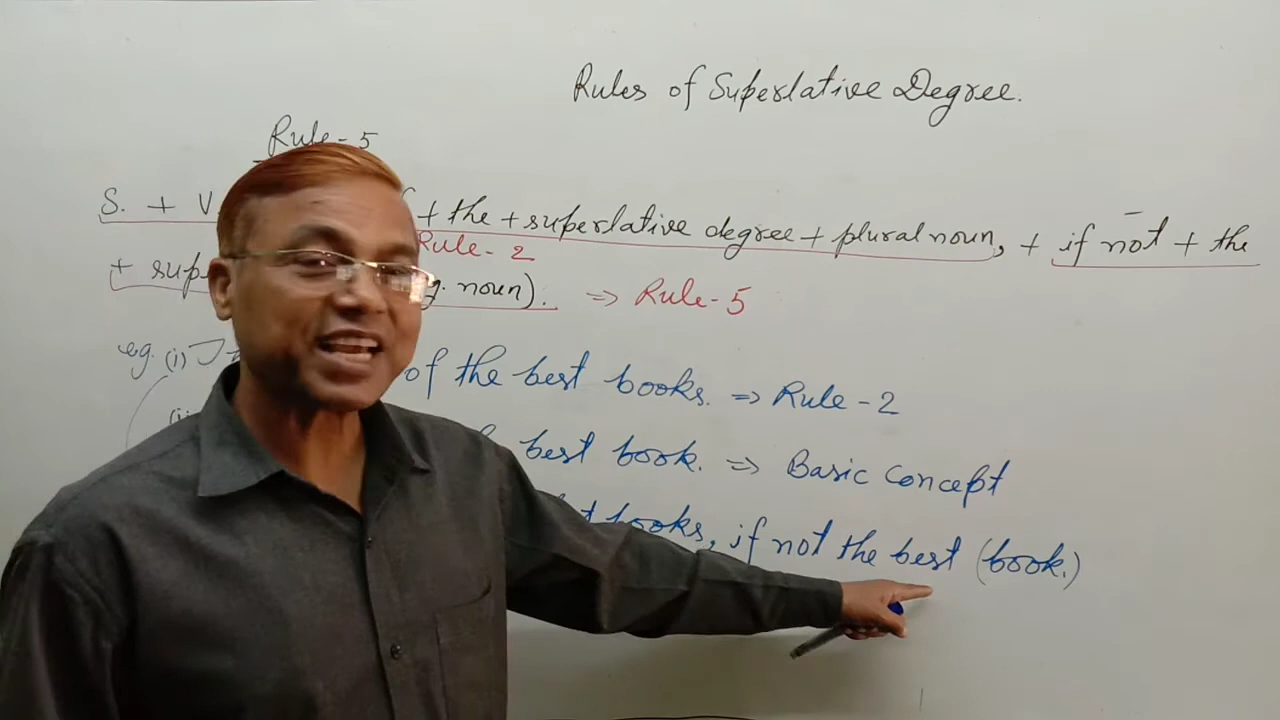 Rules of Superlative Degree.
Rule-5
S. + V + the + superlative degree + plural noun, + if not + the
Rule-2
+ noun). ⇒ Rule-5
eg. (i) of the best books. ⇒ Rule-2
best book. ⇒ Basic Concept
books, if not the best (book.)